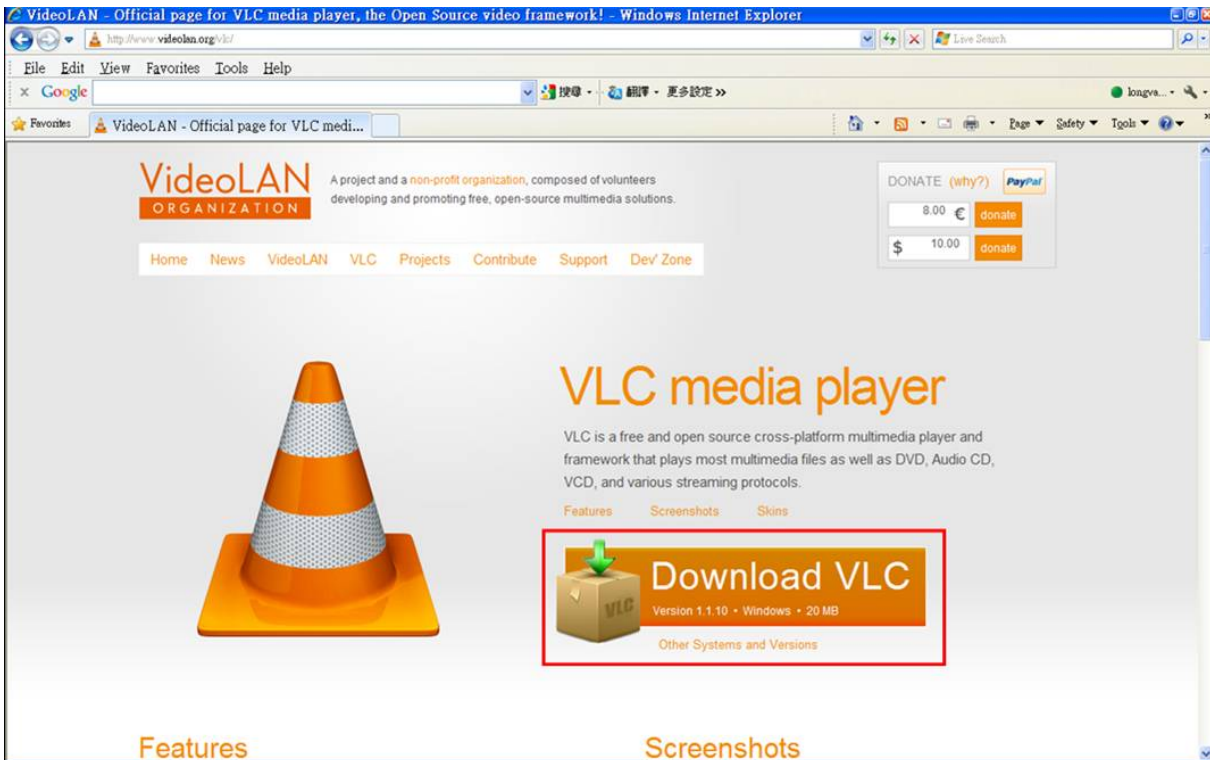 VideoLAN - Official page for VLC media player, the Open Source video framework! - Windows Internet Explorer
http://www.videolan.org/vlc/
Live Search
File Edit View Favorites Tools Help
x Google 搜尋 翻譯 更多設定 >> longva...
Favorites VideoLAN - Official page for VLC medi... Page Safety Tools
VideoLAN
ORGANIZATION
A project and a non-profit organization, composed of volunteers
developing and promoting free, open-source multimedia solutions.
DONATE (why?) PayPal
8.00 € donate
$ 10.00 donate
Home News VideoLAN VLC Projects Contribute Support Dev' Zone
VLC media player
VLC is a free and open source cross-platform multimedia player and
framework that plays most multimedia files as well as DVD, Audio CD,
VCD, and various streaming protocols.
Features Screenshots Skins
Download VLC
VLC
Version 1.1.10 • Windows • 20 MB
Other Systems and Versions
Features Screenshots